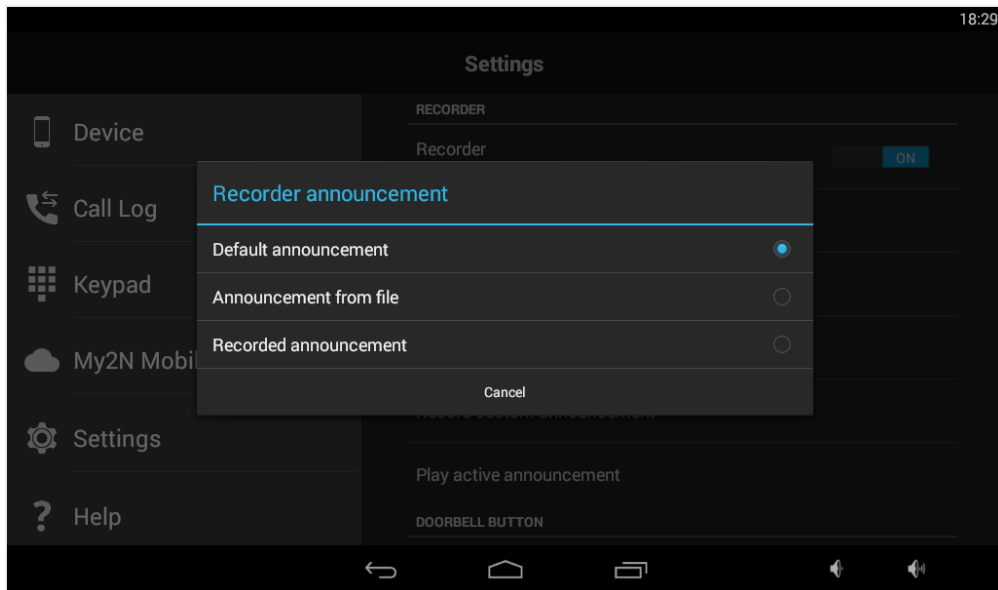 18:29
Settings
Device
Call Log
Keypad
My2N Mobil
Settings
Help
RECORDER
Recorder
ON
Recorder announcement
Default announcement
Announcement from file
Recorded announcement
Cancel
Play active announcement
DOORBELL BUTTON